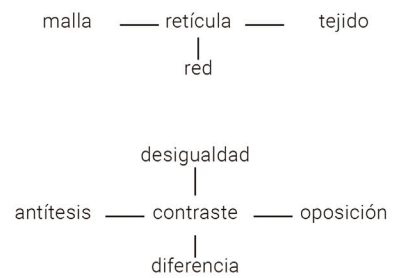 malla retícula tejido
red
desigualdad
antítesis contraste oposición
diferencia